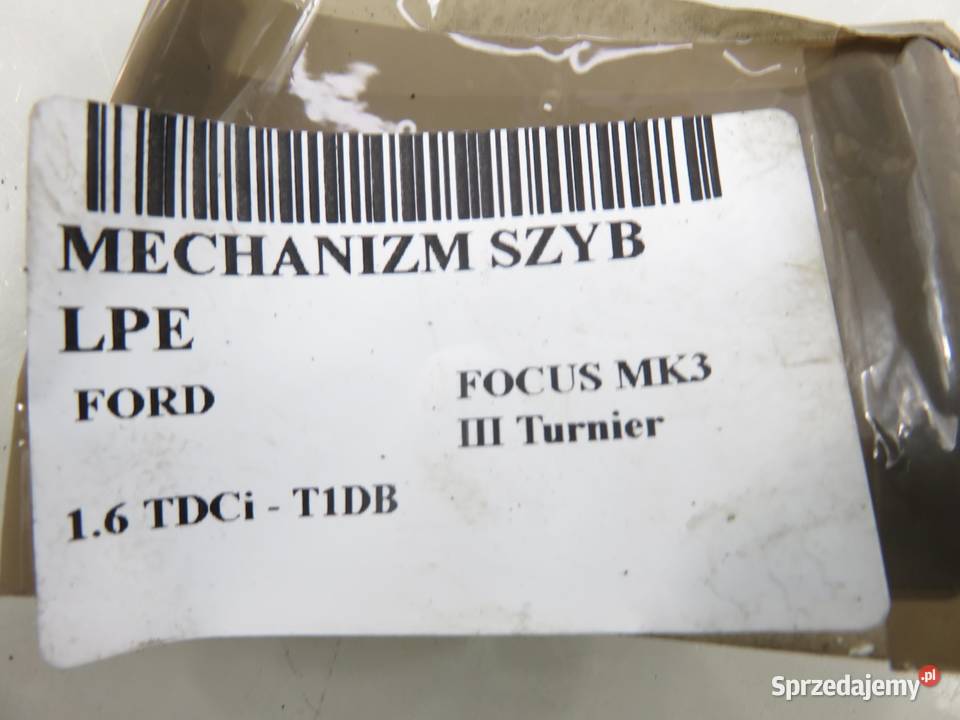 MECHANIZM SZYB
LPE
FORD
FOCUS MK3
III Turnier
1.6 TDCi - T1DB
Sprzedajemy.pl